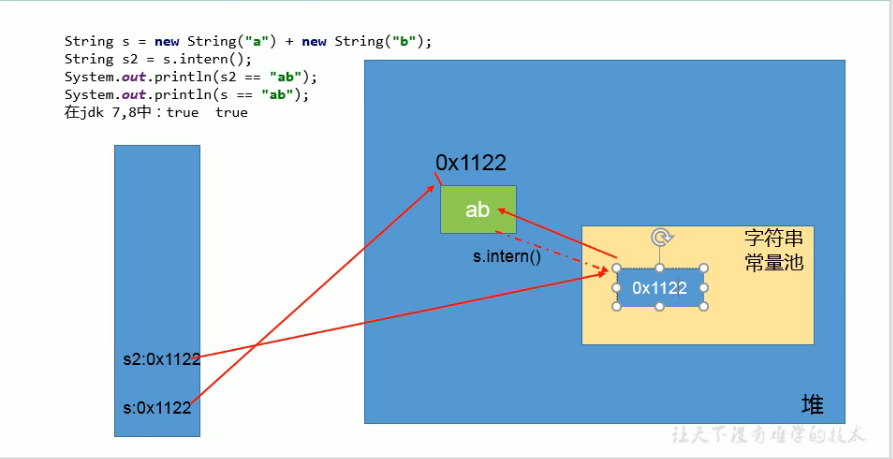 String s = new String("a") + new String("b");
String s2 = s.intern();
System.out.println(s2 == "ab");
System.out.println(s == "ab");
在jdk 7,8中：true  true
0x1122
ab
s.intern()
字符串
常量池
0x1122
s2:0x1122
s:0x1122
堆
让天下没有难学的技术